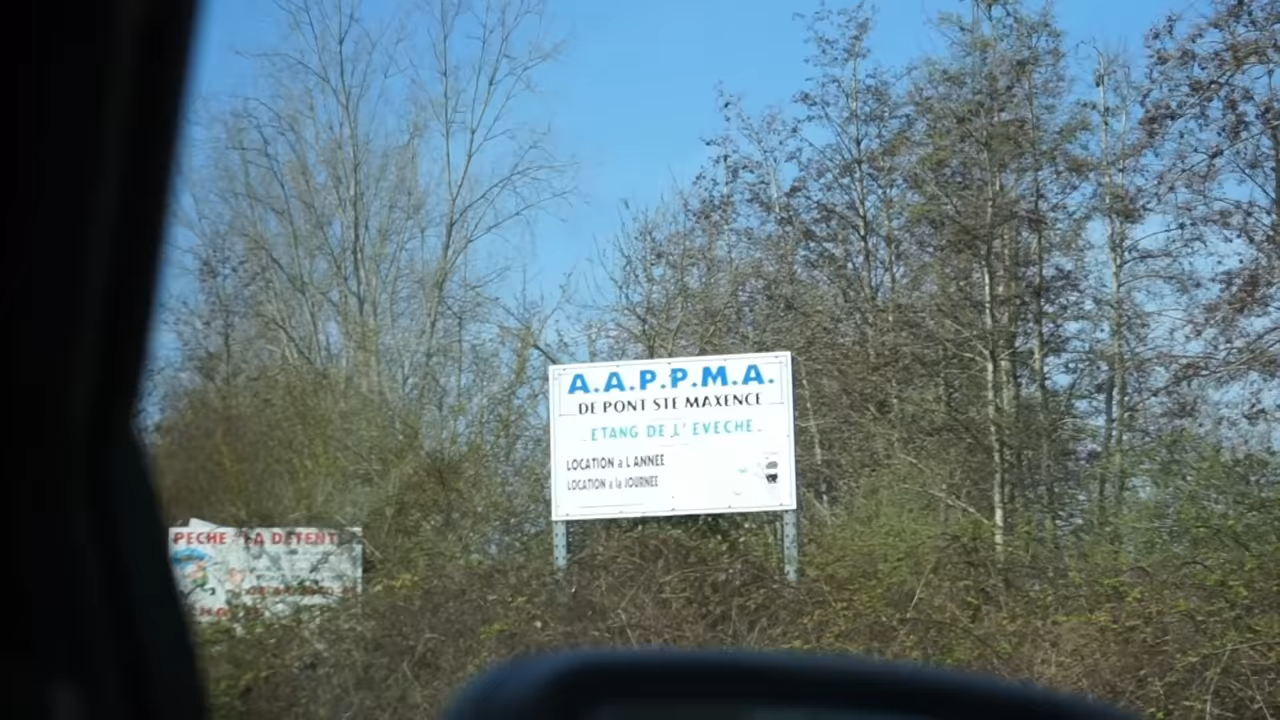 A.A.P.P.M.A.
DE PONT STE MAXENCE
ETANG DE L'EVECHE
LOCATION à L ANNEE
LOCATION à la JOURNEE
PECHE LA DETENT